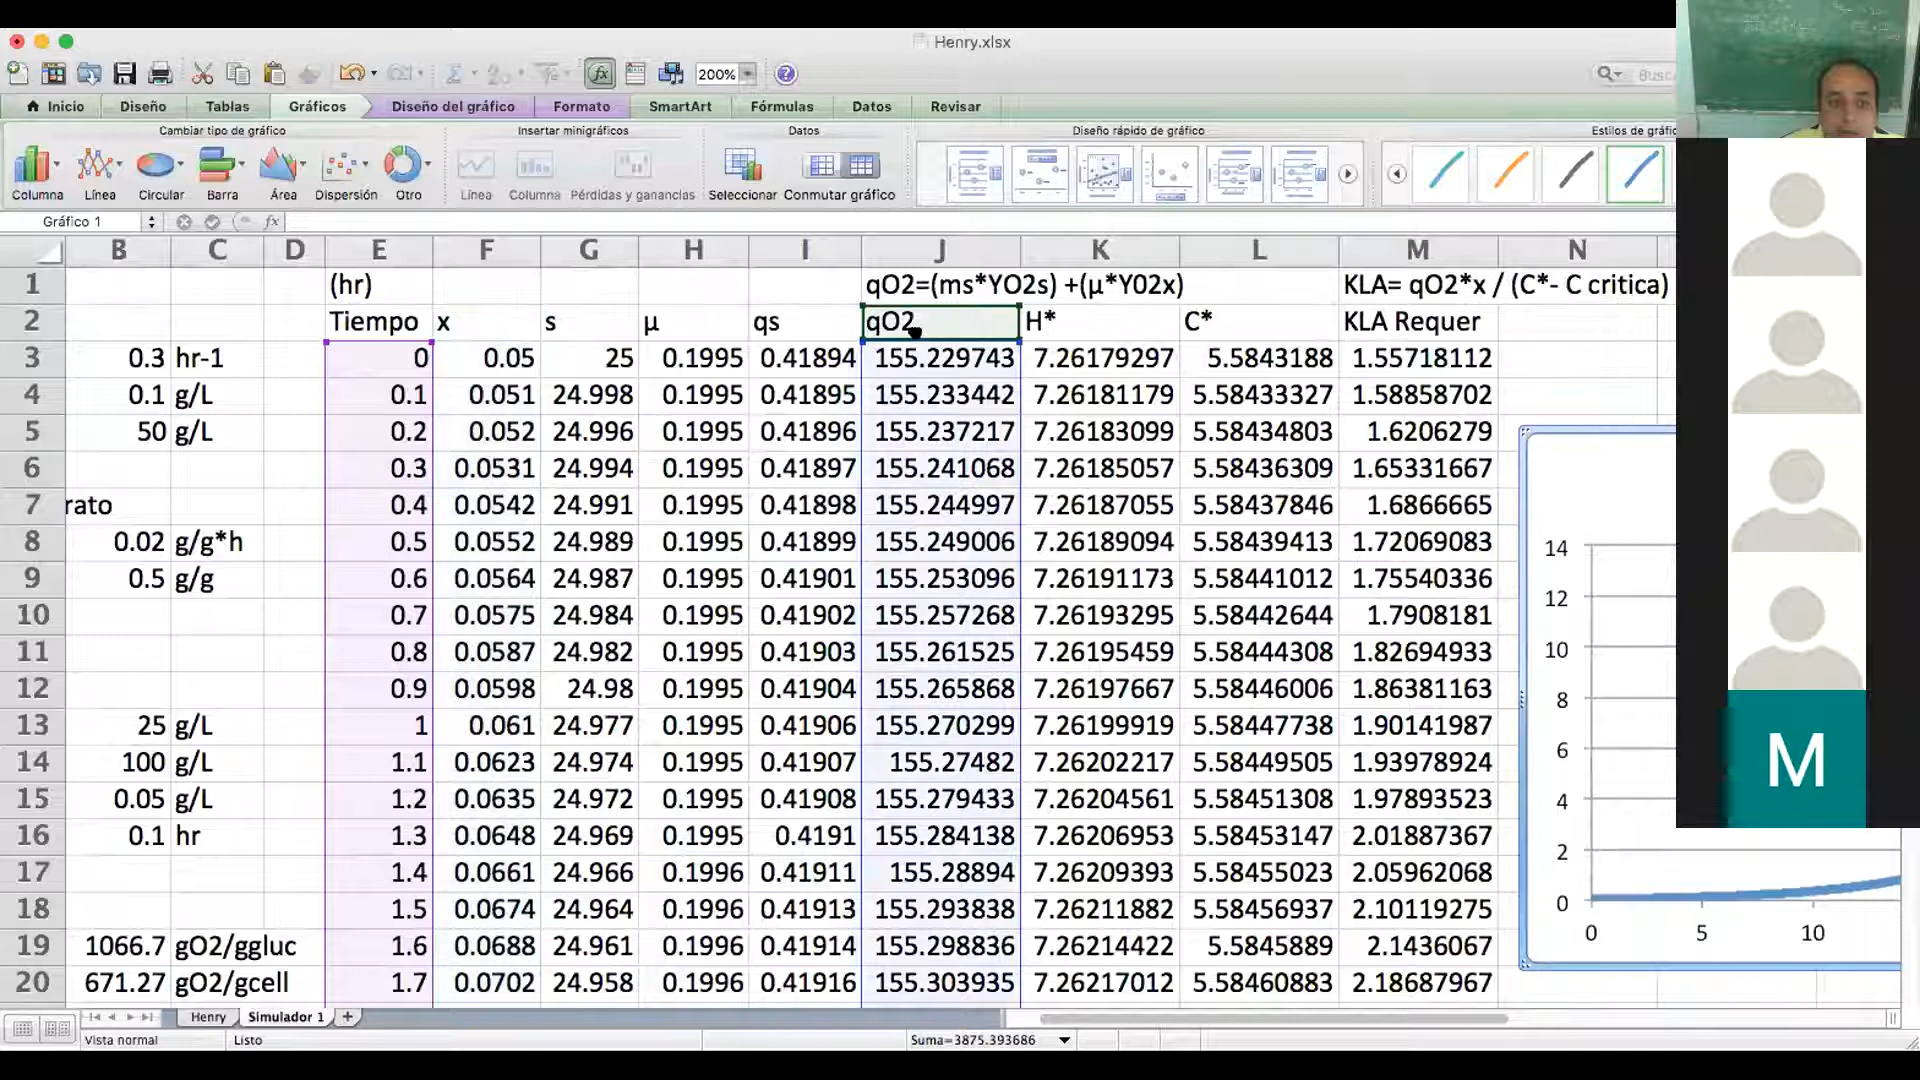 Henry.xlsx
200%
Busc
Inicio Diseño Tablas Gráficos Diseño del gráfico Formato SmartArt Fórmulas Datos Revisar
Cambiar tipo de gráfico Insertar minigráficos Datos Diseño rápido de gráfico Estilos de gráfic
Columna Línea Circular Barra Área Dispersión Otro Línea Columna Pérdidas y ganancias Seleccionar Conmutar gráfico
Gráfico 1 fx
B C D E F G H I J K L M N
1 (hr) qO2=(ms*YO2s) +(μ*Y02x) KLA= qO2*x / (C*- C critica)
2 Tiempo x s μ qs qO2 H* C* KLA Requer
3 0.3 hr-1 0 0.05 25 0.1995 0.41894 155.229743 7.26179297 5.5843188 1.55718112
4 0.1 g/L 0.1 0.051 24.998 0.1995 0.41895 155.233442 7.26181179 5.58433327 1.58858702
5 50 g/L 0.2 0.052 24.996 0.1995 0.41896 155.237217 7.26183099 5.58434803 1.6206279
6 0.3 0.0531 24.994 0.1995 0.41897 155.241068 7.26185057 5.58436309 1.65331667
7 rato 0.4 0.0542 24.991 0.1995 0.41898 155.244997 7.26187055 5.58437846 1.6866665
8 0.02 g/g*h 0.5 0.0552 24.989 0.1995 0.41899 155.249006 7.26189094 5.58439413 1.72069083
9 0.5 g/g 0.6 0.0564 24.987 0.1995 0.41901 155.253096 7.26191173 5.58441012 1.75540336
10 0.7 0.0575 24.984 0.1995 0.41902 155.257268 7.26193295 5.58442644 1.7908181
11 0.8 0.0587 24.982 0.1995 0.41903 155.261525 7.26195459 5.58444308 1.82694933
12 0.9 0.0598 24.98 0.1995 0.41904 155.265868 7.26197667 5.58446006 1.86381163
13 25 g/L 1 0.061 24.977 0.1995 0.41906 155.270299 7.26199919 5.58447738 1.90141987
14 100 g/L 1.1 0.0623 24.974 0.1995 0.41907 155.27482 7.26202217 5.58449505 1.93978924
15 0.05 g/L 1.2 0.0635 24.972 0.1995 0.41908 155.279433 7.26204561 5.58451308 1.97893523
16 0.1 hr 1.3 0.0648 24.969 0.1995 0.4191 155.284138 7.26206953 5.58453147 2.01887367
17 1.4 0.0661 24.966 0.1996 0.41911 155.28894 7.26209393 5.58455023 2.05962068
18 1.5 0.0674 24.964 0.1996 0.41913 155.293838 7.26211882 5.58456937 2.10119275
19 1066.7 gO2/ggluc 1.6 0.0688 24.961 0.1996 0.41914 155.298836 7.26214422 5.5845889 2.1436067
20 671.27 gO2/gcell 1.7 0.0702 24.958 0.1996 0.41916 155.303935 7.26217012 5.58460883 2.18687967
14
12
10
8
6
4
2
0
0 5 10
M
Henry Simulador 1
Vista normal Listo Suma=3875.393686